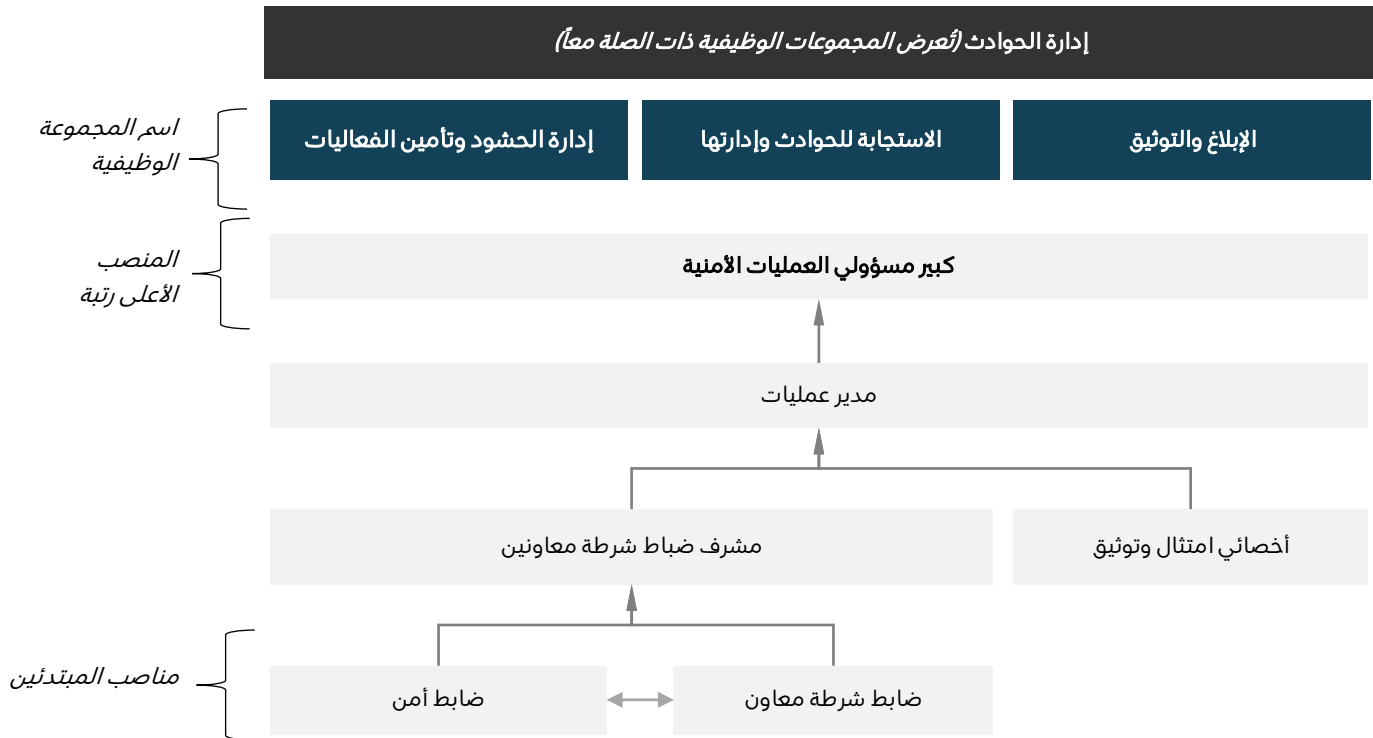 إدارة الحوادث (تُعرض المجموعات الوظيفية ذات الصلة معاً)
الإبلاغ والتوثيق
الاستجابة للحوادث وإدارتها
إدارة الحشود وتأمين الفعاليات
اسم المجموعة
الوظيفية
كبير مسؤولي العمليات الأمنية
المنصب
الأعلى رتبة
مدير عمليات
أخصائي امتثال وتوثيق
مشرف ضباط شرطة معاونين
ضابط شرطة معاون
ضابط أمن
مناصب المبتدئين